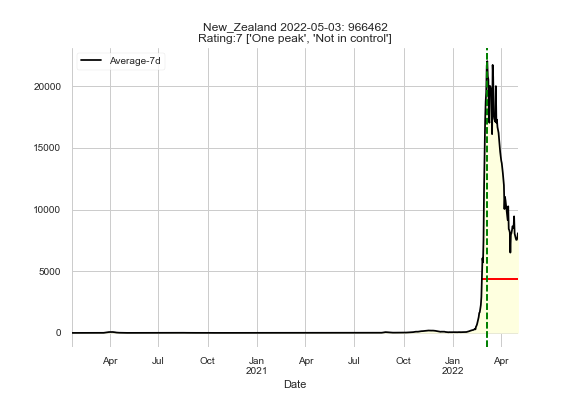 New_Zealand 2022-05-03: 966462
Rating:7 ['One peak', 'Not in control']
Average-7d
20000
15000
10000
5000
0
Apr Jul Oct Jan Apr Jul Oct Jan Apr
2021 2022
Date